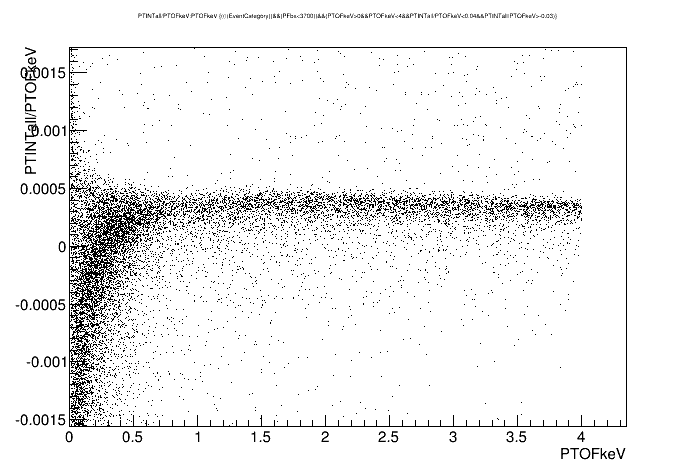 PTINTall/PTOFkeV:PTOFkeV {(((EventCategory))&&(PFbx<3700))&&(PTOFkeV>0&&PTOFkeV<4&&PTINTall/PTOFkeV<0.04&&PTINTall/PTOFkeV>-0.03)}
PTINTall/PTOFkeV
0.0015
0.001
0.0005
0
-0.0005
-0.001
-0.0015
0 0.5 1 1.5 2 2.5 3 3.5 4
PTOFkeV